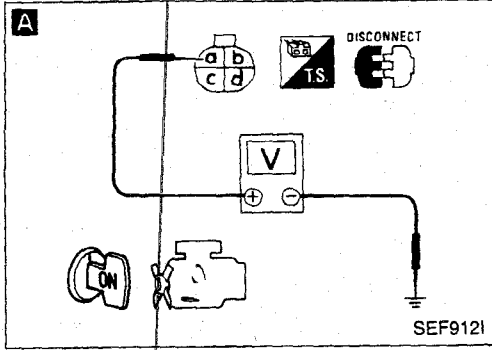 A
DISCONNECT
a b
c d
T.S.
V
+ −
ON
SEF912I